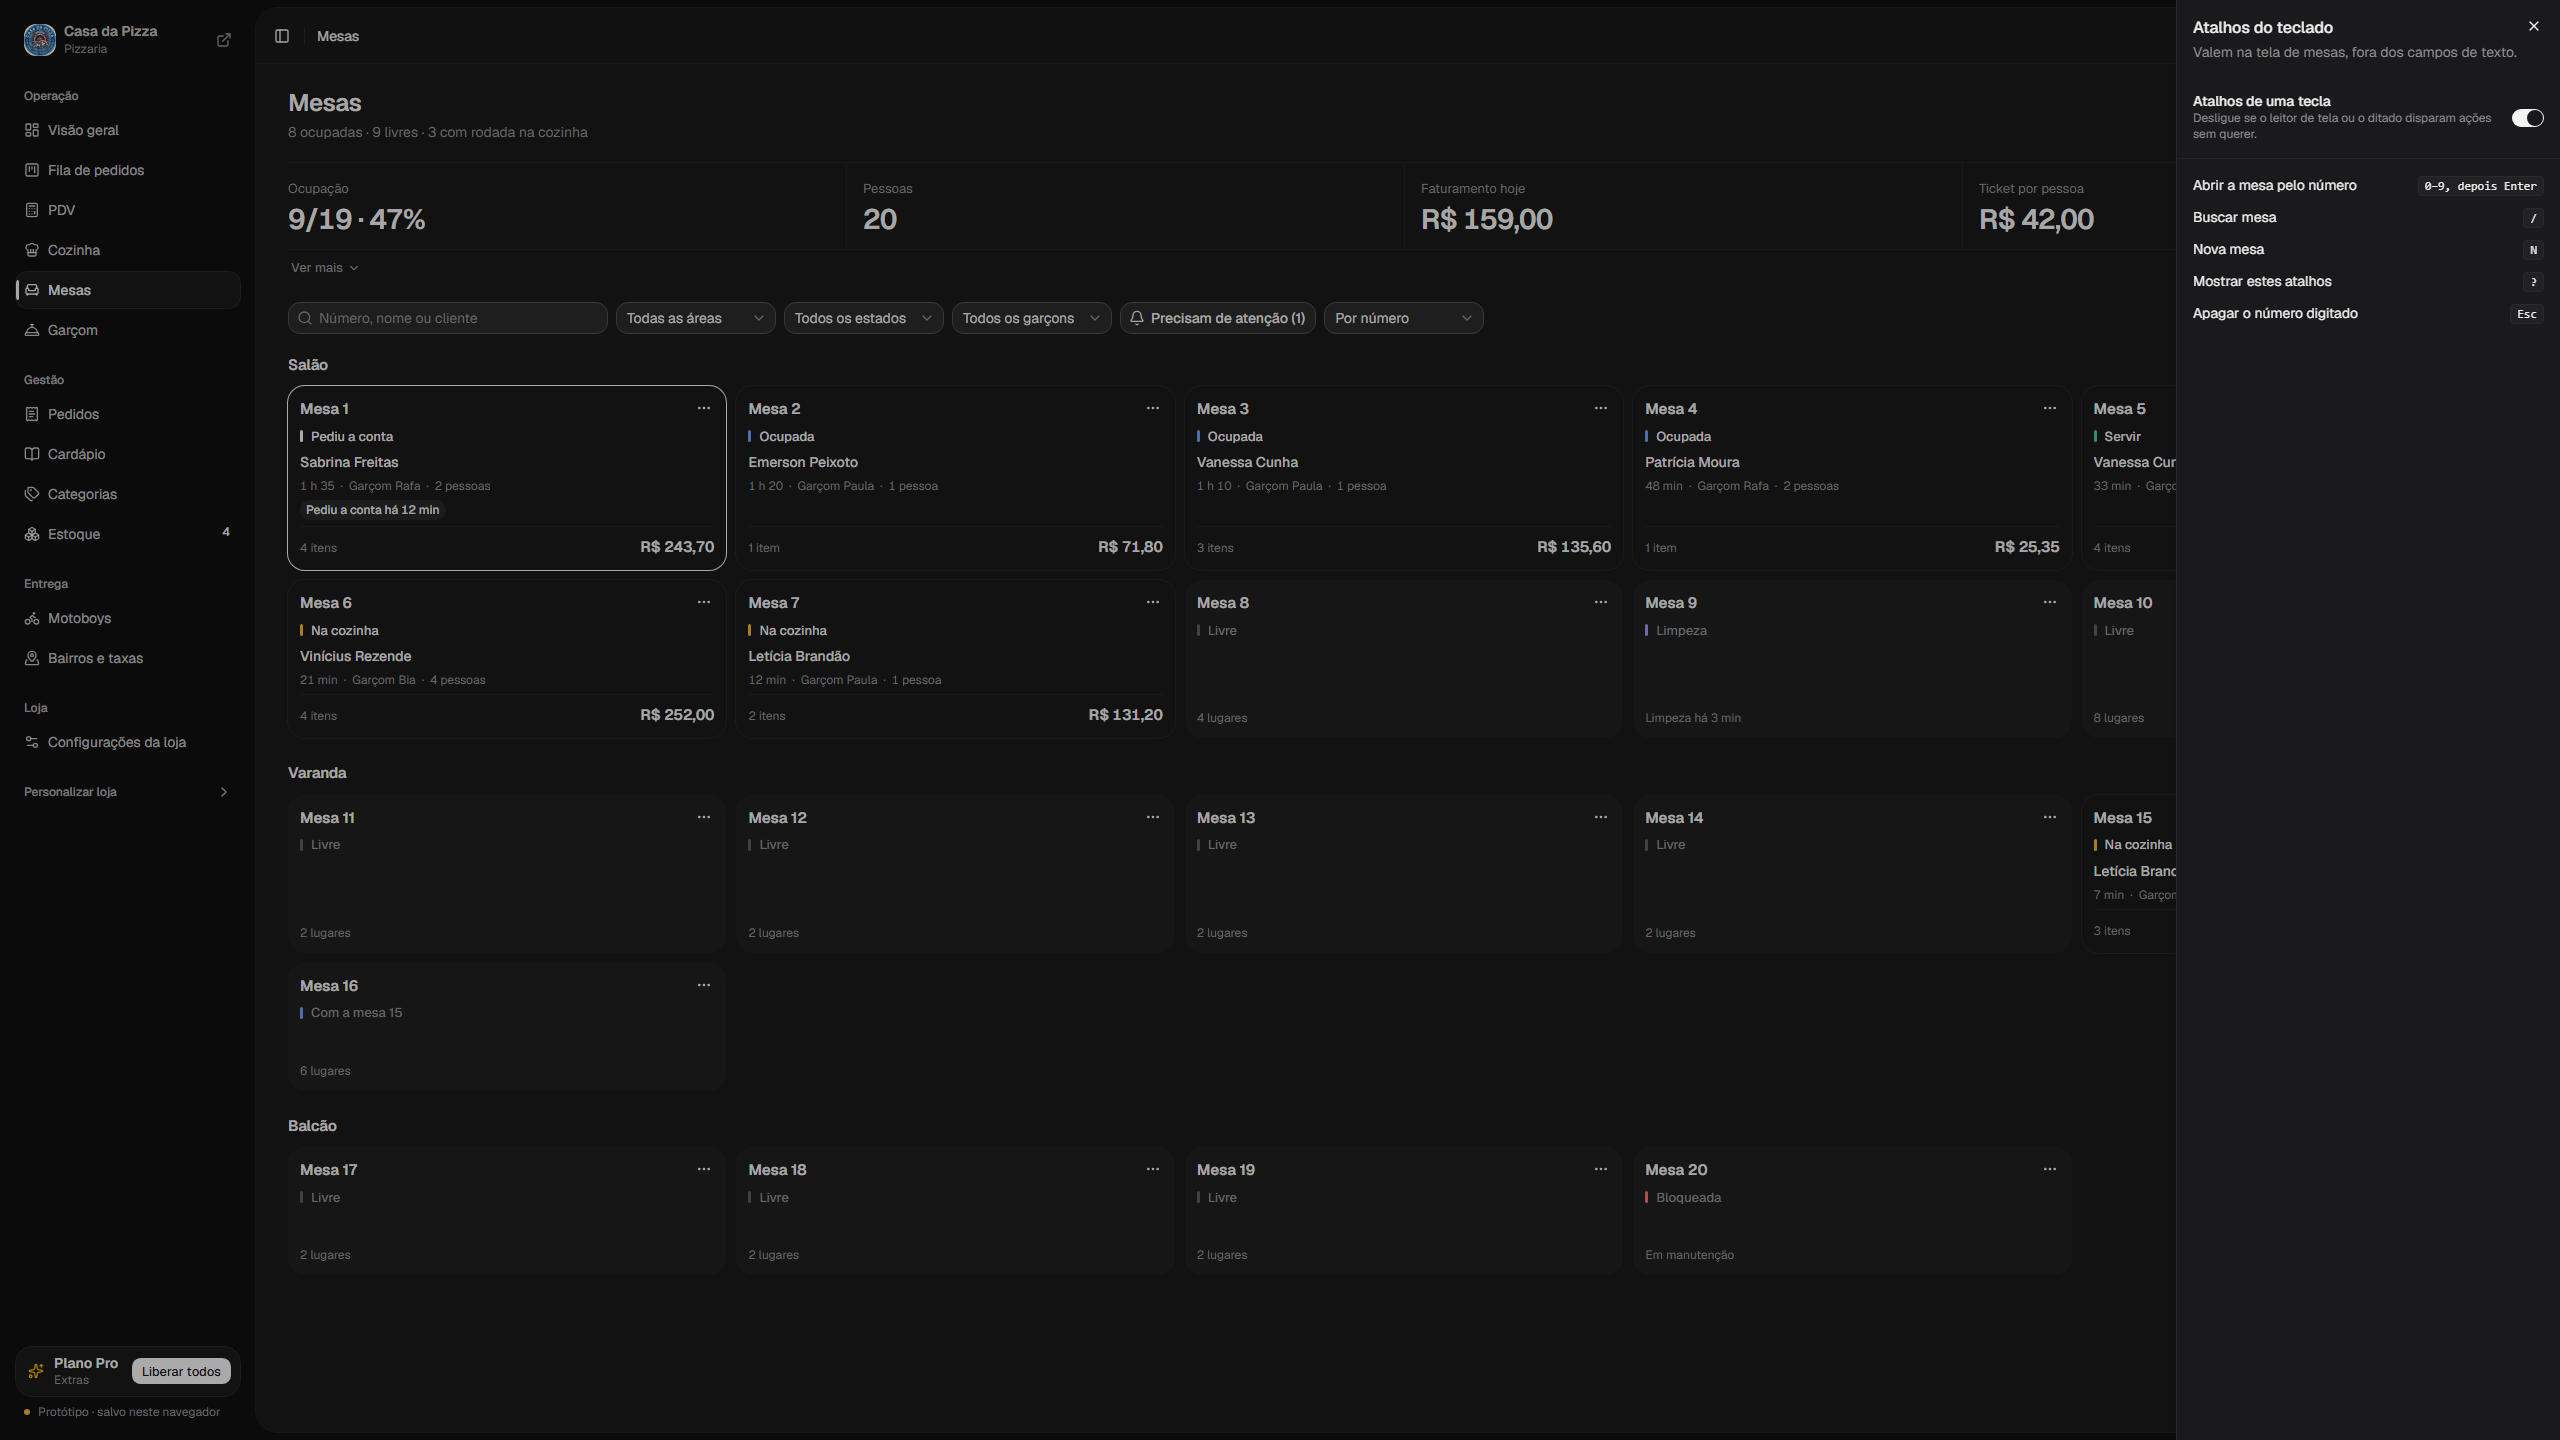 Casa da Pizza
Pizzaria
Operação
Visão geral
Fila de pedidos
PDV
Cozinha
Mesas
Garçom
Gestão
Pedidos
Cardápio
Categorias
Estoque 4
Entrega
Motoboys
Bairros e taxas
Loja
Configurações da loja
Personalizar loja
Plano Pro
Extras
Liberar todos
Protótipo · salvo neste navegador
Mesas
Mesas
8 ocupadas · 9 livres · 3 com rodada na cozinha
Ocupação
9/19 · 47%
Pessoas
20
Faturamento hoje
R$ 159,00
Ticket por pessoa
R$ 42,00
Ver mais
Número, nome ou cliente
Todas as áreas
Todos os estados
Todos os garçons
Precisam de atenção (1)
Por número
Salão
Mesa 1
Pediu a conta
Sabrina Freitas
1 h 35 · Garçom Rafa · 2 pessoas
Pediu a conta há 12 min
4 itens R$ 243,70
Mesa 2
Ocupada
Emerson Peixoto
1 h 20 · Garçom Paula · 1 pessoa
1 item R$ 71,80
Mesa 3
Ocupada
Vanessa Cunha
1 h 10 · Garçom Paula · 1 pessoa
3 itens R$ 135,60
Mesa 4
Ocupada
Patrícia Moura
48 min · Garçom Rafa · 2 pessoas
1 item R$ 25,35
Mesa 5
Servir
Vanessa Cur
33 min · Garço
4 itens
Mesa 6
Na cozinha
Vinícius Rezende
21 min · Garçom Bia · 4 pessoas
4 itens R$ 252,00
Mesa 7
Na cozinha
Letícia Brandão
12 min · Garçom Paula · 1 pessoa
2 itens R$ 131,20
Mesa 8
Livre
4 lugares
Mesa 9
Limpeza
Limpeza há 3 min
Mesa 10
Livre
8 lugares
Varanda
Mesa 11
Livre
2 lugares
Mesa 12
Livre
2 lugares
Mesa 13
Livre
2 lugares
Mesa 14
Livre
2 lugares
Mesa 15
Na cozinha
Letícia Branc
7 min · Garçon
3 itens
Mesa 16
Com a mesa 15
6 lugares
Balcão
Mesa 17
Livre
2 lugares
Mesa 18
Livre
2 lugares
Mesa 19
Livre
2 lugares
Mesa 20
Bloqueada
Em manutenção
Atalhos do teclado
Valem na tela de mesas, fora dos campos de texto.
Atalhos de uma tecla
Desligue se o leitor de tela ou o ditado disparam ações
sem querer.
Abrir a mesa pelo número 0–9, depois Enter
Buscar mesa /
Nova mesa N
Mostrar estes atalhos ?
Apagar o número digitado Esc